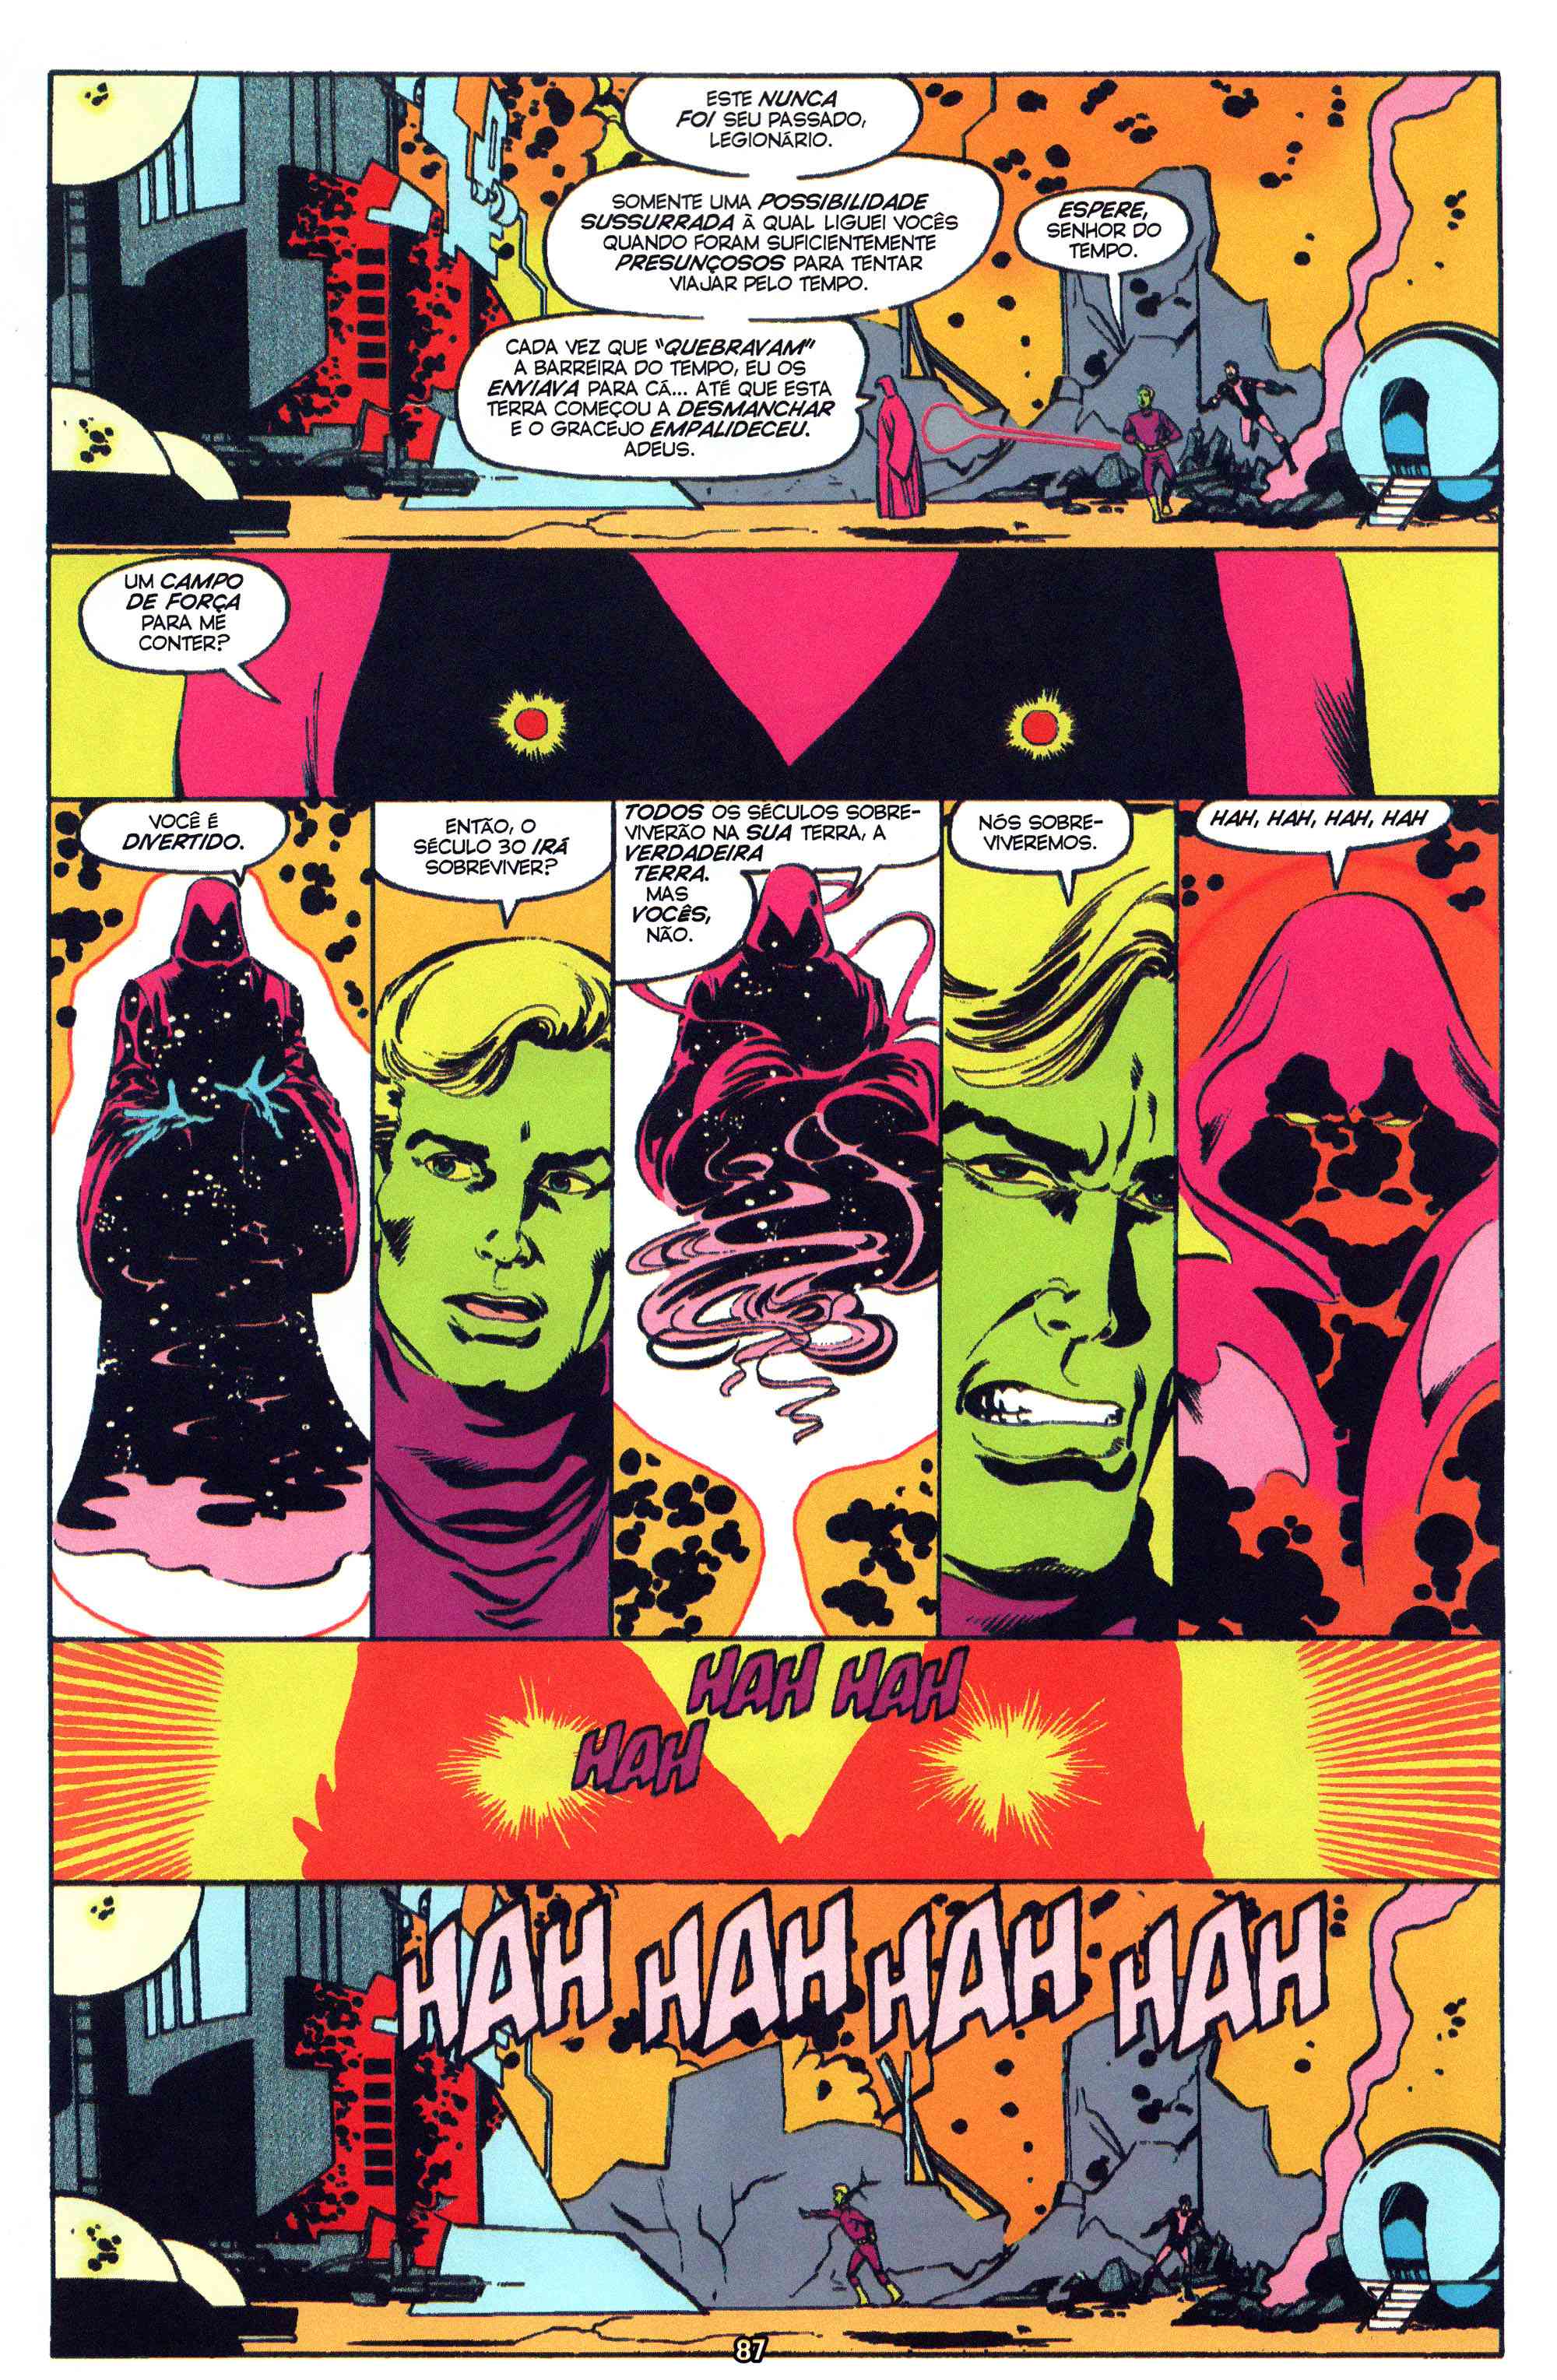 ESTE NUNCA
FOI SEU PASSADO,
LEGIONÁRIO.
SOMENTE UMA POSSIBILIDADE
SUSSURRADA À QUAL LIGUEI VOCÊS
QUANDO FORAM SUFICIENTEMENTE
PRESUNÇOSOS PARA TENTAR
VIAJAR PELO TEMPO.
CADA VEZ QUE "QUEBRAVAM"
A BARREIRA DO TEMPO, EU OS
ENVIAVA PARA CÁ... ATÉ QUE ESTA
TERRA COMEÇOU A DESMANCHAR
E O GRACEJO EMPALIDECEU.
ADEUS.
ESPERE,
SENHOR DO
TEMPO.
UM CAMPO
DE FORÇA
PARA ME
CONTER?
VOCÊ É
DIVERTIDO.
ENTÃO, O
SÉCULO 30 IRÁ
SOBREVIVER?
TODOS OS SÉCULOS SOBRE-
VIVERÃO NA SUA TERRA, A
VERDADEIRA
TERRA.
MAS
VOCÊS,
NÃO.
NÓS SOBRE-
VIVEREMOS.
HAH, HAH, HAH, HAH
HAH HAH
HAH
HAH HAH HAH HAH
87